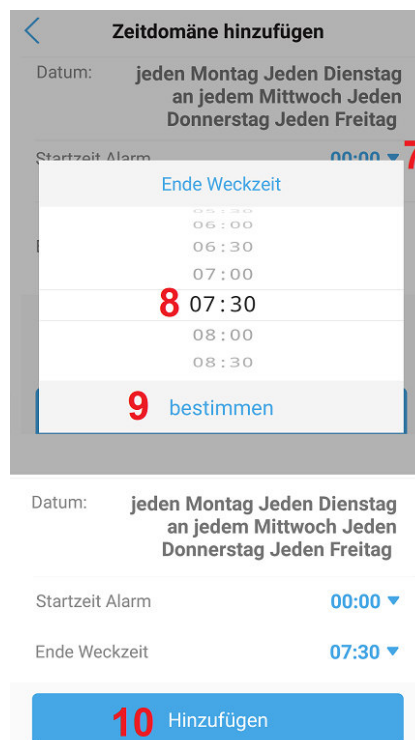 Zeitdomäne hinzufügen
Datum: jeden Montag Jeden Dienstag
an jedem Mittwoch Jeden
Donnerstag Jeden Freitag
Startzeit Alarm 00:00 7
Ende Weckzeit
05:30
06:00
06:30
07:00
8 07:30
08:00
08:30
9 bestimmen
Datum: jeden Montag Jeden Dienstag
an jedem Mittwoch Jeden
Donnerstag Jeden Freitag
Startzeit Alarm 00:00
Ende Weckzeit 07:30
10 Hinzufügen